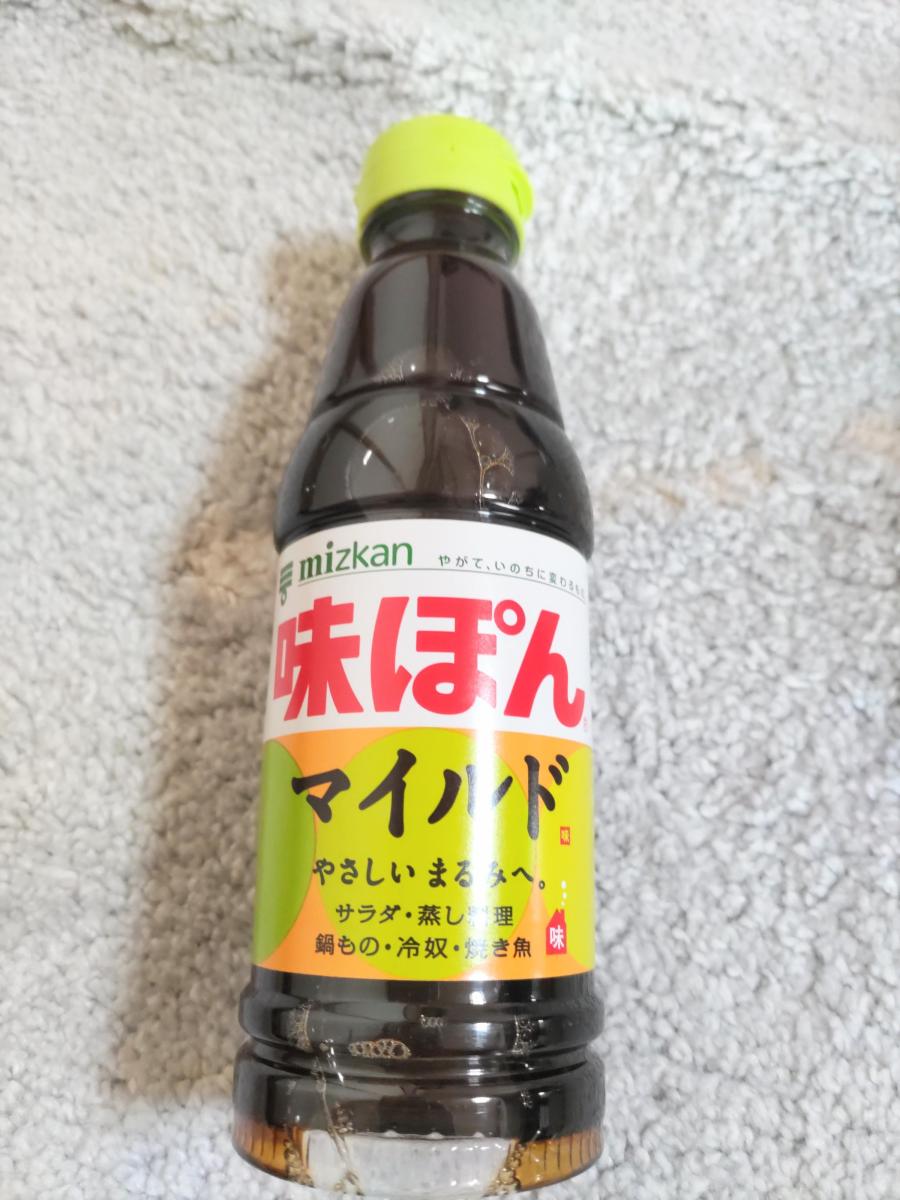 mizkan
やがて、いのちに変わるもの。
味ぽん
マイルド
味
やさしい まるみへ。
サラダ・蒸し料理
鍋もの・冷奴・焼き魚
味